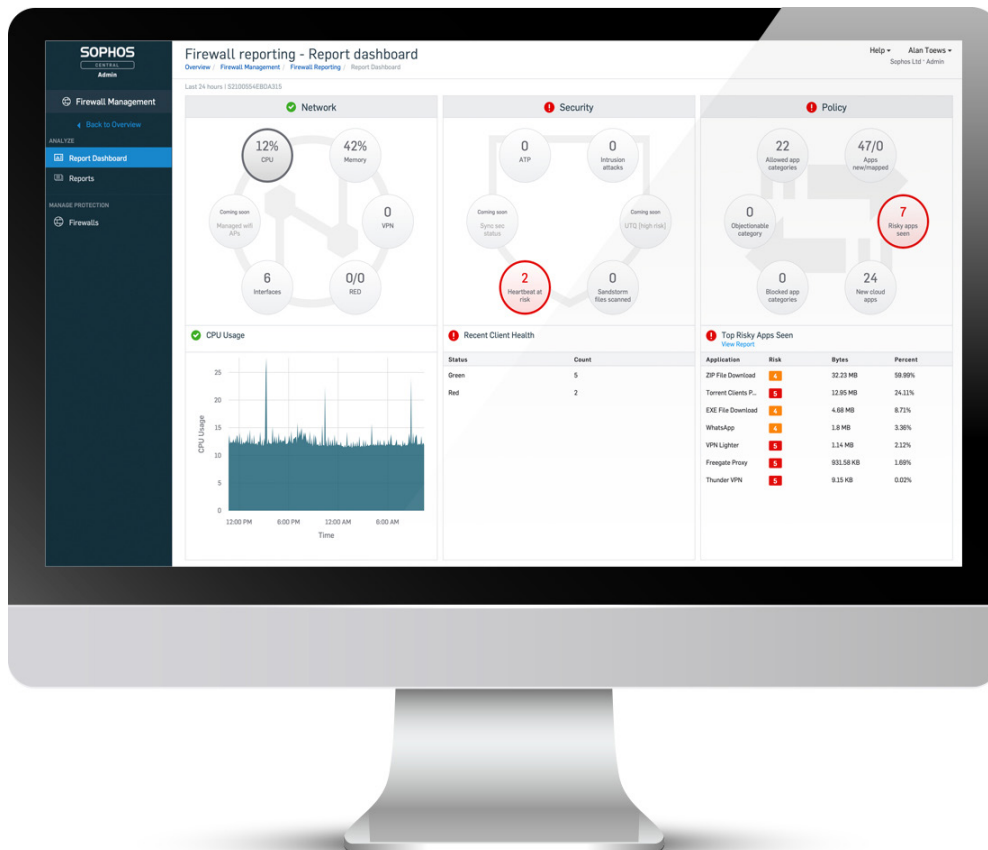 SOPHOS
CENTRAL
Admin
Firewall Management
Back to Overview
ANALYZE
Report Dashboard
Reports
MANAGE PROTECTION
Firewalls
Firewall reporting - Report dashboard
Overview / Firewall Management / Firewall Reporting / Report Dashboard
Help
Alan Toews
Sophos Ltd · Admin
Last 24 hours |
Network
12%
CPU
42%
Memory
Coming soon
Managed wifi
APs
0
VPN
6
Interfaces
0/0
RED
Security
0
ATP
0
Intrusion
attacks
Coming soon
Sync sec
status
Coming soon
UTQ (high risk)
2
Heartbeat at
risk
0
Sandstorm
files scanned
Policy
22
Allowed app
categories
47/0
Apps
new/mapped
0
Objectionable
category
7
Risky apps
seen
0
Blocked app
categories
24
New cloud
apps
CPU Usage
CPU Usage
25
20
15
10
5
0
12:00 PM 6:00 PM 12:00 AM 6:00 AM
Time
Recent Client Health
Status Count
Green 5
Red 2
Top Risky Apps Seen
View Report
Application Risk Bytes Percent
ZIP File Download 4 32.23 MB 59.99%
Torrent Clients P... 5 12.95 MB 24.11%
EXE File Download 4 4.68 MB 8.71%
WhatsApp 4 1.8 MB 3.36%
VPN Lighter 5 1.14 MB 2.12%
Freegate Proxy 5 931.58 KB 1.69%
Thunder VPN 5 9.15 KB 0.02%